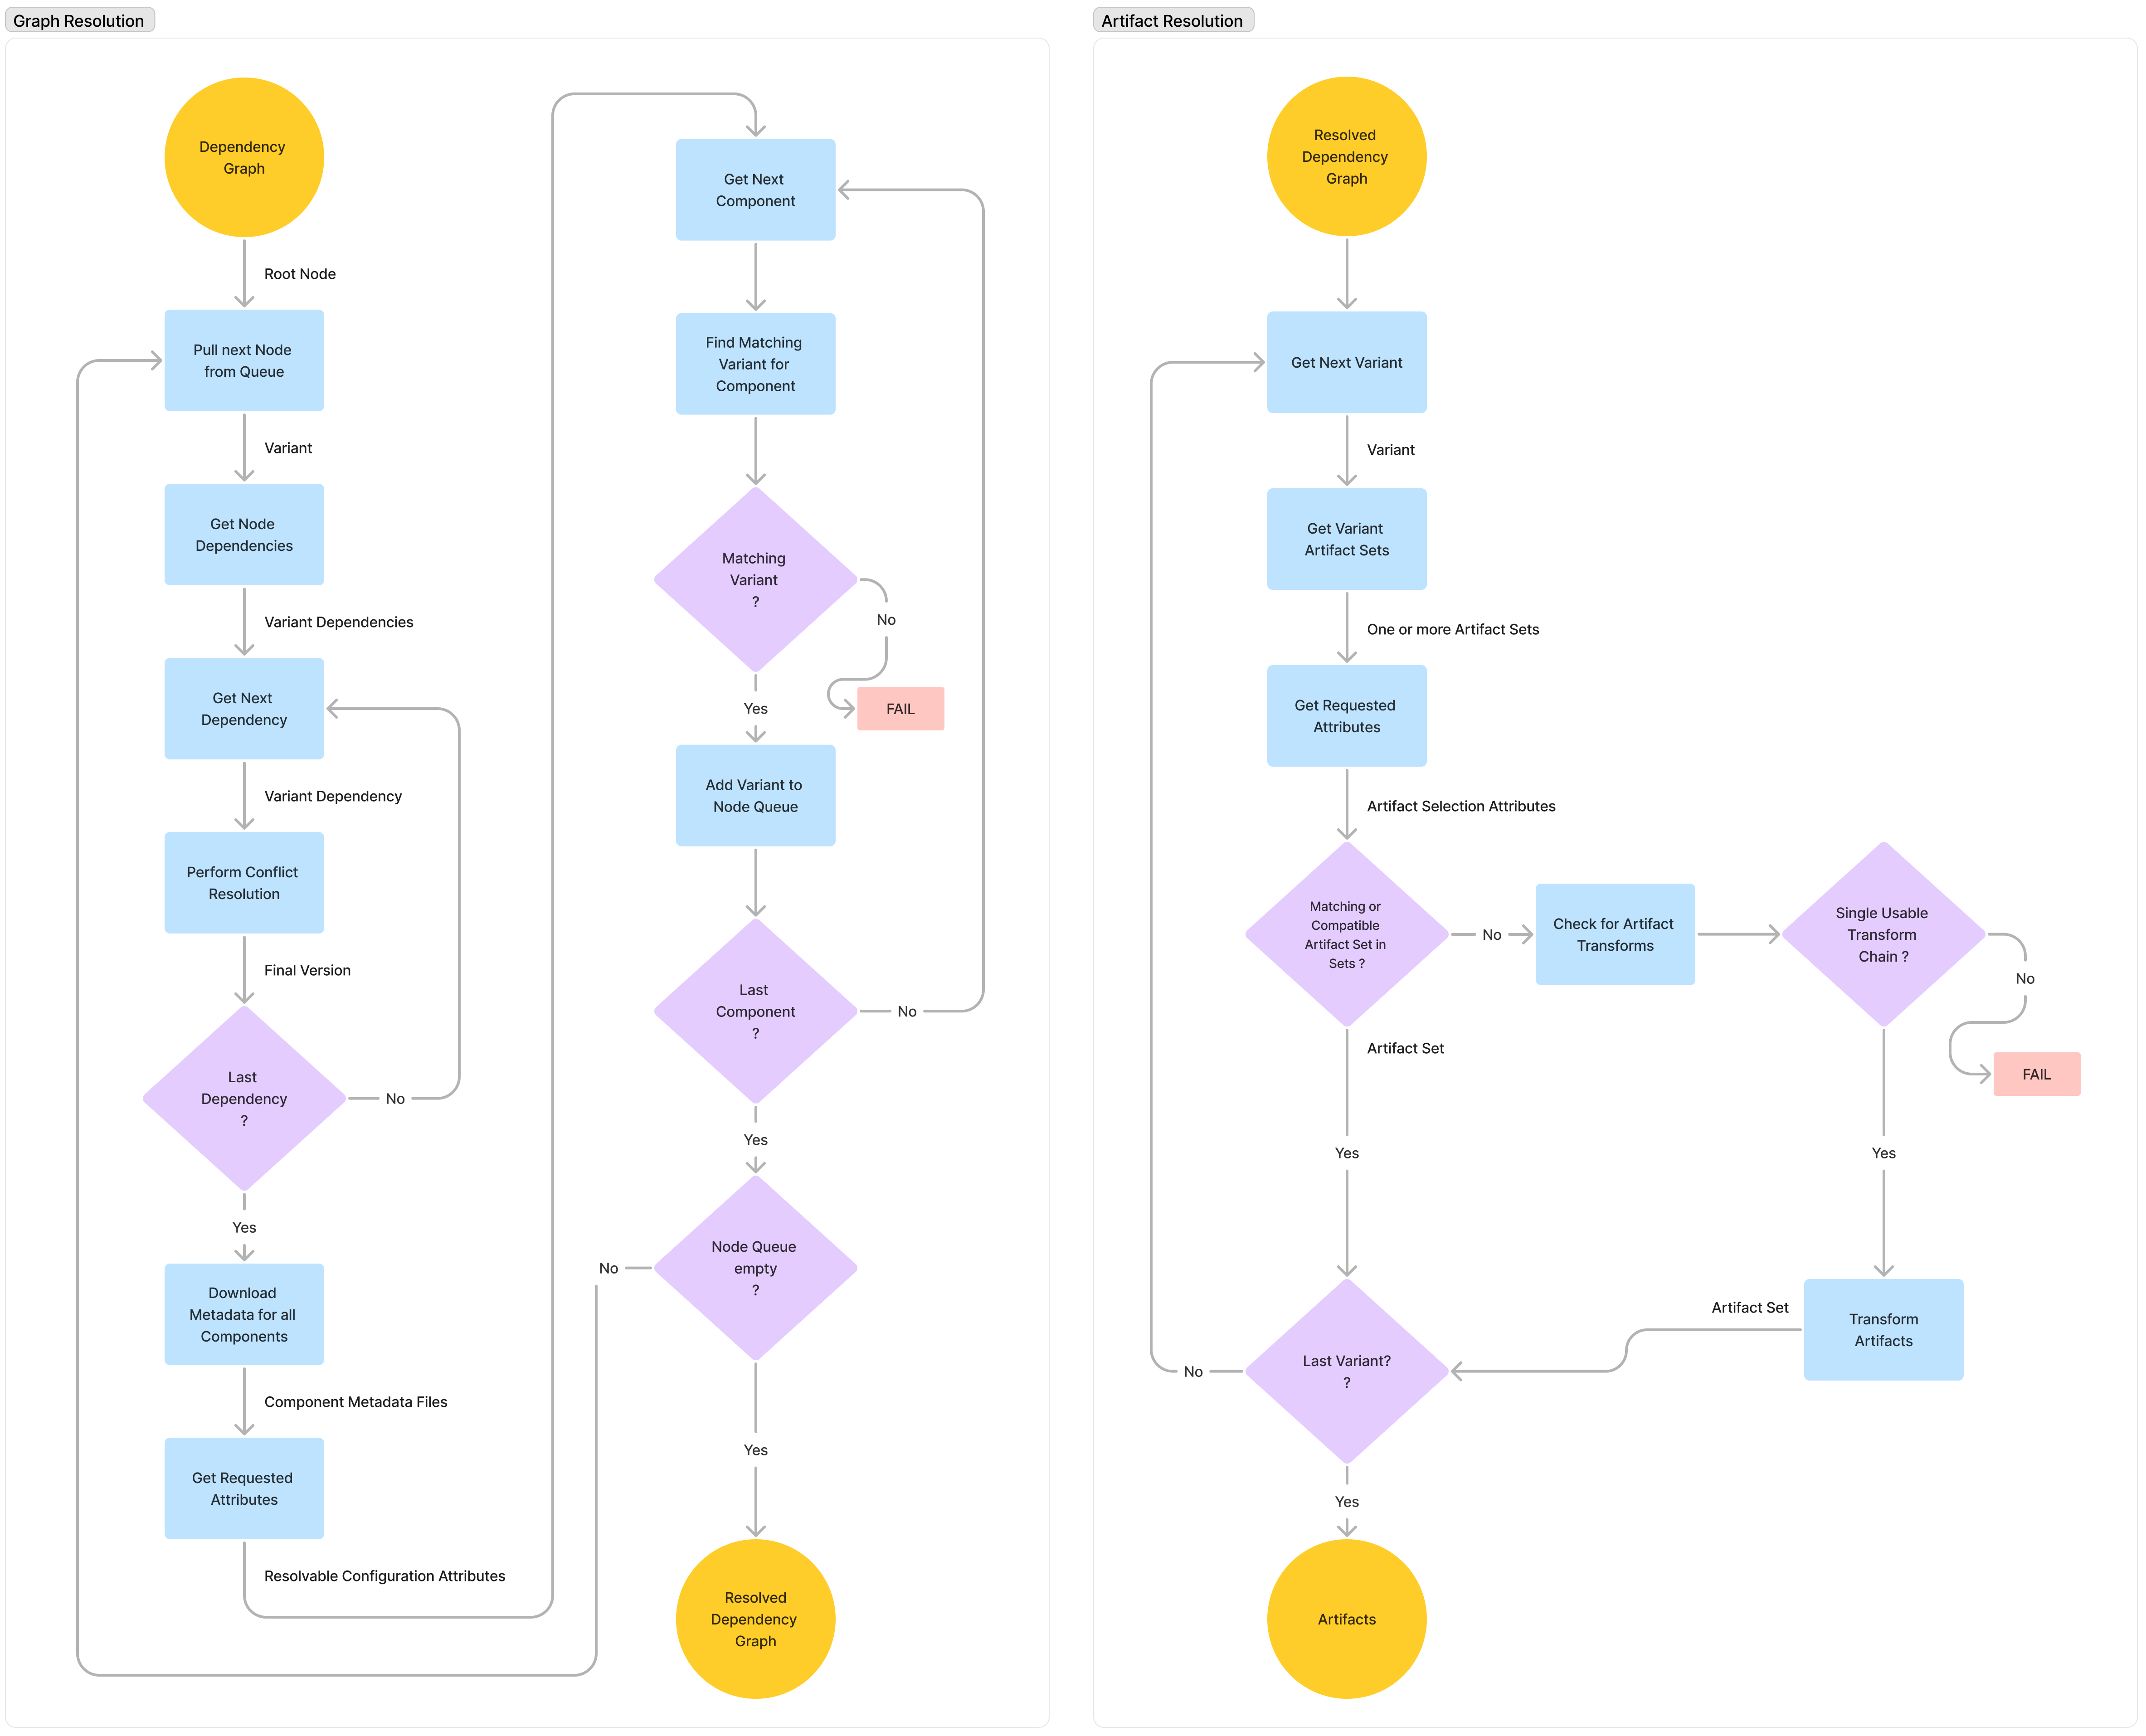 Graph Resolution
Dependency
Graph
Root Node
Pull next Node
from Queue
Variant
Get Node
Dependencies
Variant Dependencies
Get Next
Dependency
Variant Dependency
Perform Conflict
Resolution
Final Version
Last
Dependency
?
No
Yes
Download
Metadata for all
Components
Component Metadata Files
Get Requested
Attributes
Resolvable Configuration Attributes
Get Next
Component
Find Matching
Variant for
Component
Matching
Variant
?
No
FAIL
Yes
Add Variant to
Node Queue
Last
Component
?
No
Yes
Node Queue
empty
?
No
Yes
Resolved
Dependency
Graph
Artifact Resolution
Resolved
Dependency
Graph
Get Next Variant
Variant
Get Variant
Artifact Sets
One or more Artifact Sets
Get Requested
Attributes
Artifact Selection Attributes
Matching or
Compatible
Artifact Set in
Sets ?
No
Check for Artifact
Transforms
Single Usable
Transform
Chain ?
No
FAIL
Artifact Set
Yes
Yes
Transform
Artifacts
Artifact Set
Last Variant?
?
No
Yes
Artifacts